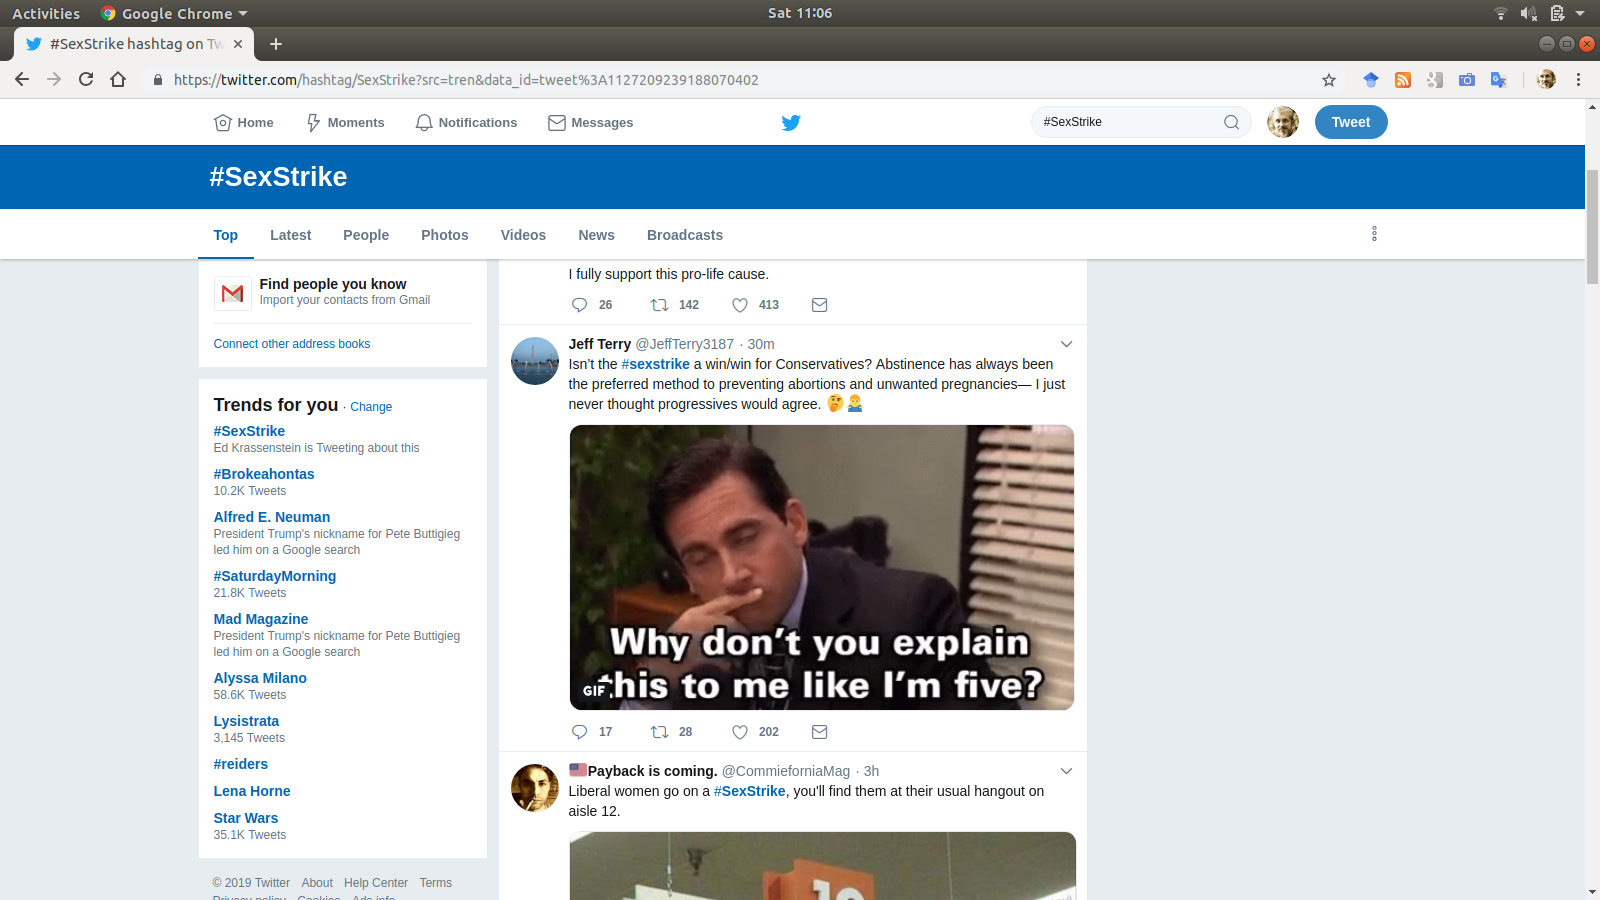 Activities Google Chrome Sat 11:06
#SexStrike hashtag on Tw
https://twitter.com/hashtag/SexStrike?src=tren&data_id=tweet%3A1127209239188070402
Home Moments Notifications Messages #SexStrike Tweet
#SexStrike
Top Latest People Photos Videos News Broadcasts
Find people you know
Import your contacts from Gmail
Connect other address books
Trends for you · Change
#SexStrike
Ed Krassenstein is Tweeting about this
#Brokeahontas
10.2K Tweets
Alfred E. Neuman
President Trump's nickname for Pete Buttigieg
led him on a Google search
#SaturdayMorning
21.8K Tweets
Mad Magazine
President Trump's nickname for Pete Buttigieg
led him on a Google search
Alyssa Milano
58.6K Tweets
Lysistrata
3,145 Tweets
#reiders
Lena Horne
Star Wars
35.1K Tweets
© 2019 Twitter About Help Center Terms
Privacy policy Cookies Ads info
I fully support this pro-life cause.
26 142 413
Jeff Terry @JeffTerry3187 · 30m
Isn't the #sexstrike a win/win for Conservatives? Abstinence has always been
the preferred method to preventing abortions and unwanted pregnancies— I just
never thought progressives would agree. 🤔🤷‍♂️
Why don't you explain
this to me like I'm five?
GIF
17 28 202
Payback is coming. @CommieforniaMag · 3h
Liberal women go on a #SexStrike, you'll find them at their usual hangout on
aisle 12.